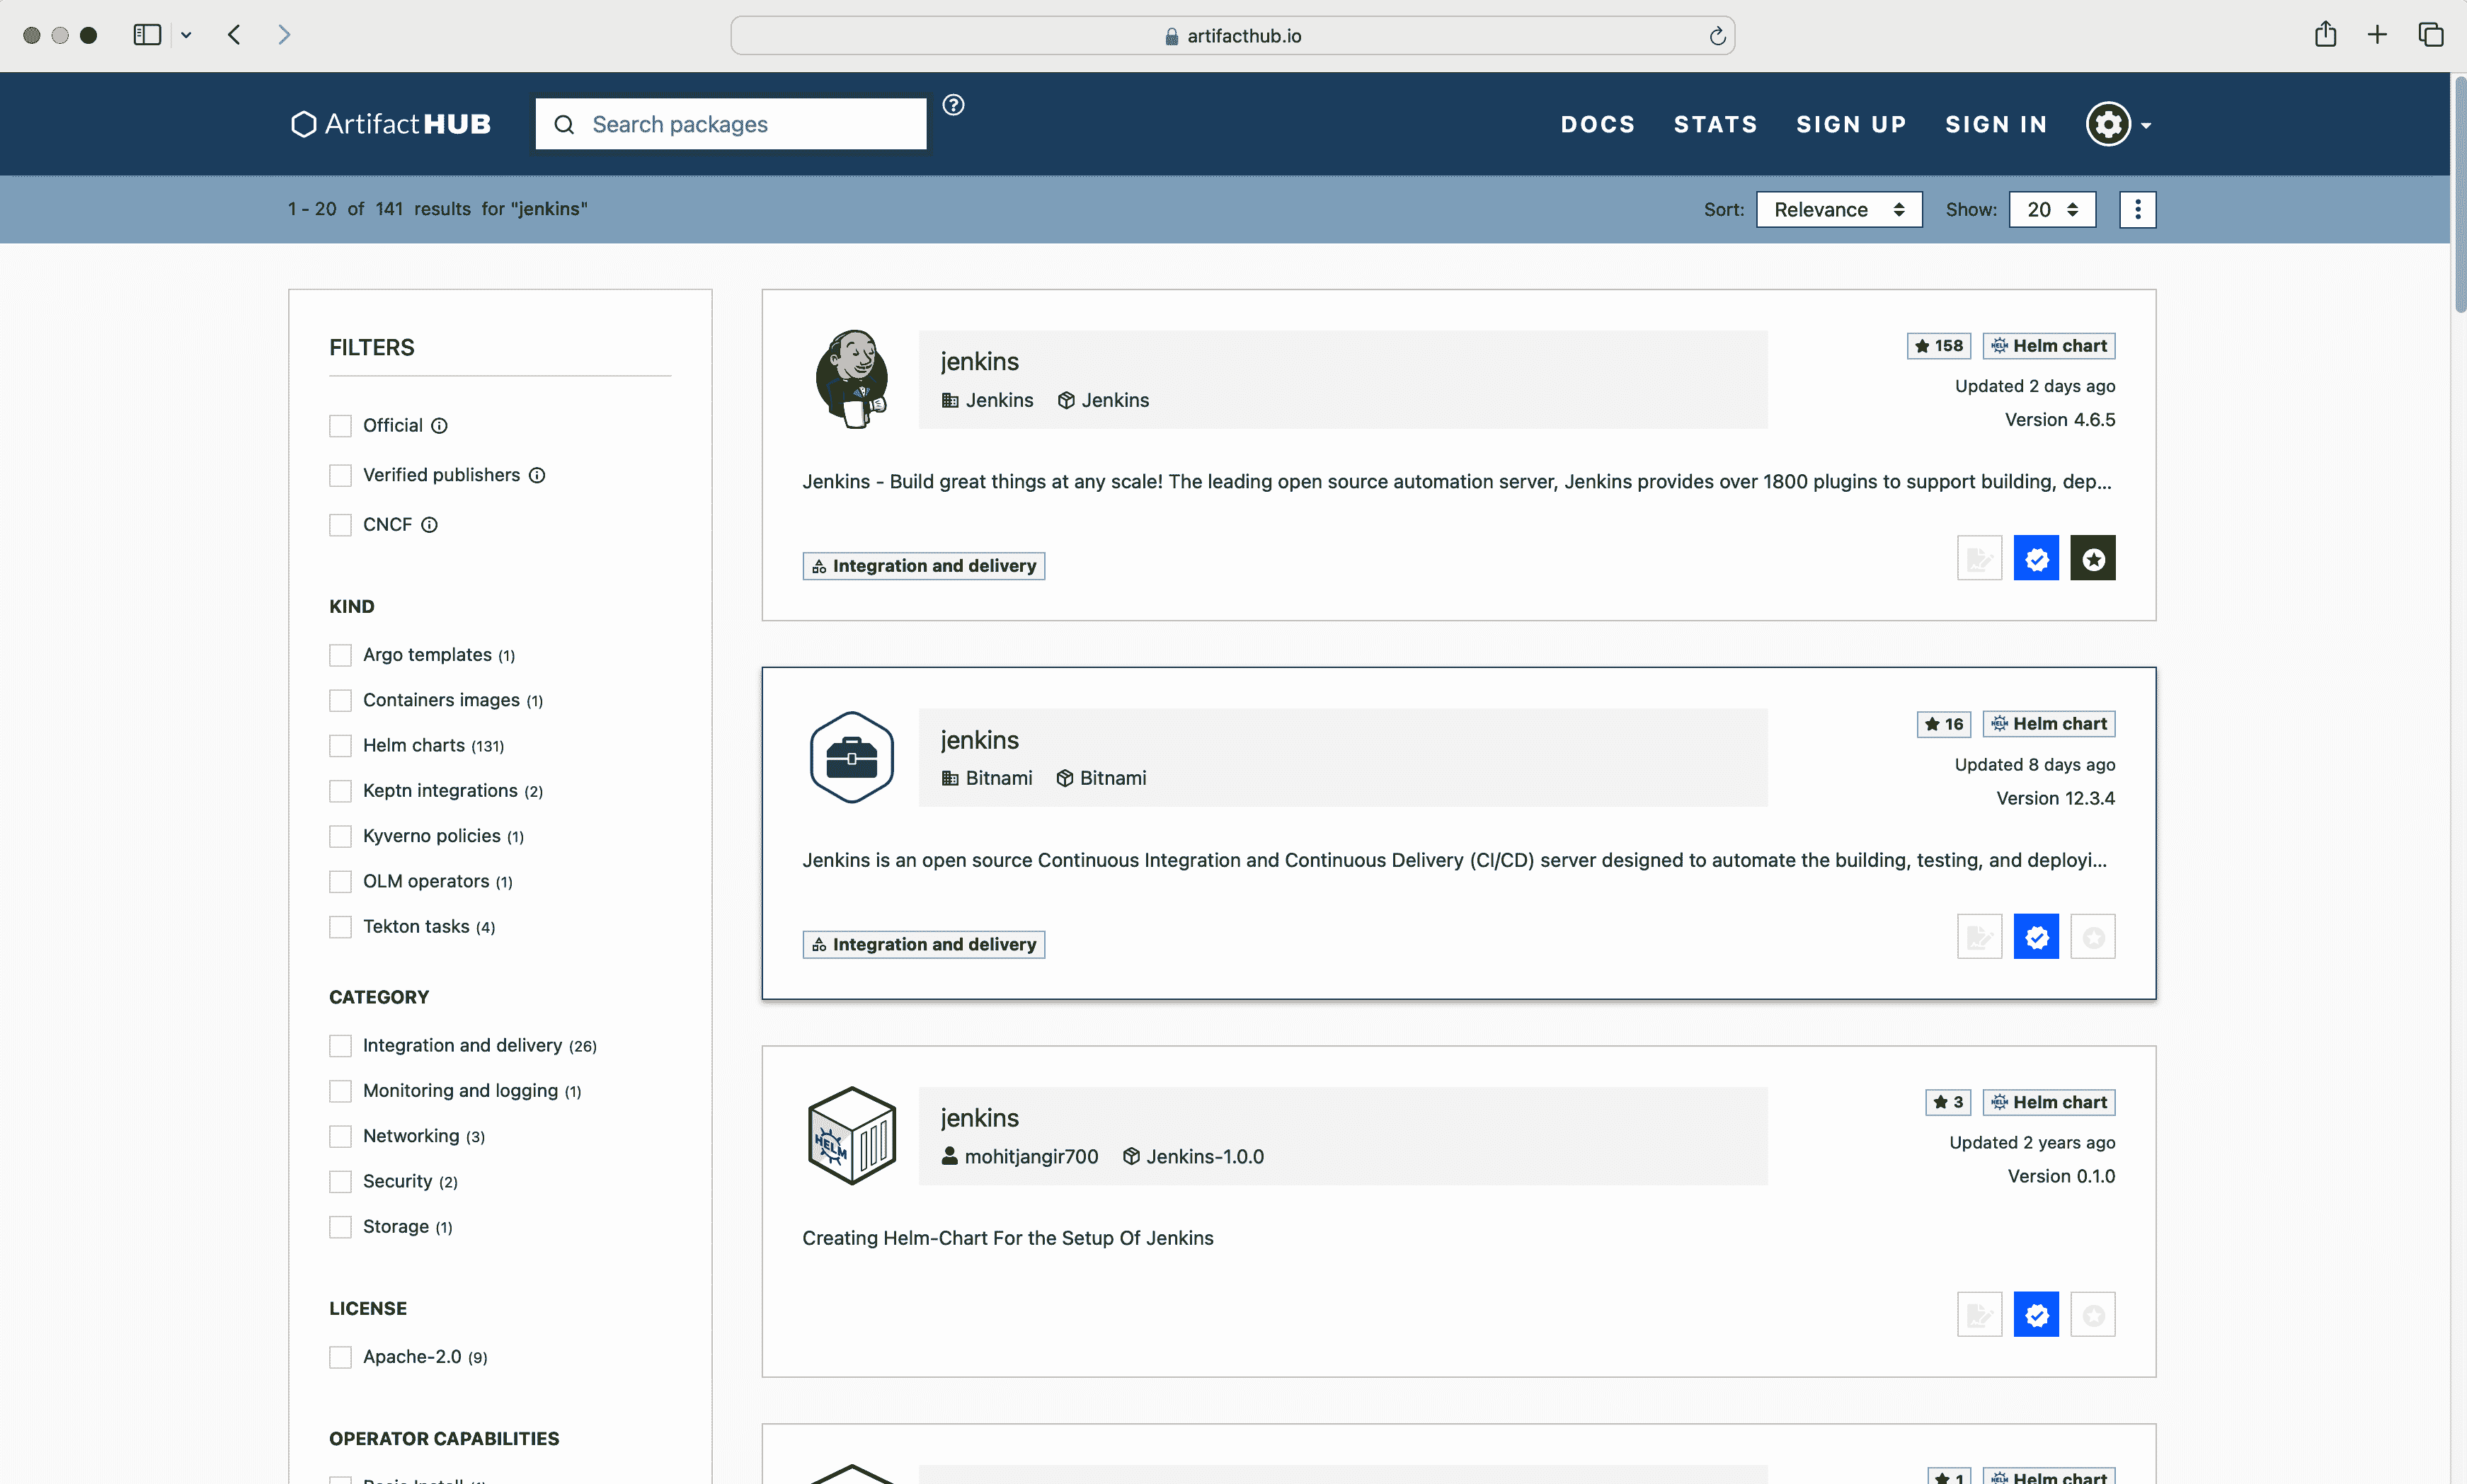 artifacthub.io
Artifact HUB
Search packages
DOCS STATS SIGN UP SIGN IN
1 - 20 of 141 results for "jenkins"
Sort: Relevance Show: 20
FILTERS
Official
Verified publishers
CNCF
KIND
Argo templates (1)
Containers images (1)
Helm charts (131)
Keptn integrations (2)
Kyverno policies (1)
OLM operators (1)
Tekton tasks (4)
CATEGORY
Integration and delivery (26)
Monitoring and logging (1)
Networking (3)
Security (2)
Storage (1)
LICENSE
Apache-2.0 (9)
OPERATOR CAPABILITIES
jenkins
Jenkins Jenkins
158 HELM Helm chart
Updated 2 days ago
Version 4.6.5
Jenkins - Build great things at any scale! The leading open source automation server, Jenkins provides over 1800 plugins to support building, dep...
Integration and delivery
jenkins
Bitnami Bitnami
16 HELM Helm chart
Updated 8 days ago
Version 12.3.4
Jenkins is an open source Continuous Integration and Continuous Delivery (CI/CD) server designed to automate the building, testing, and deployi...
Integration and delivery
HELM
jenkins
mohitjangir700 Jenkins-1.0.0
3 HELM Helm chart
Updated 2 years ago
Version 0.1.0
Creating Helm-Chart For the Setup Of Jenkins
1 HELM Helm chart